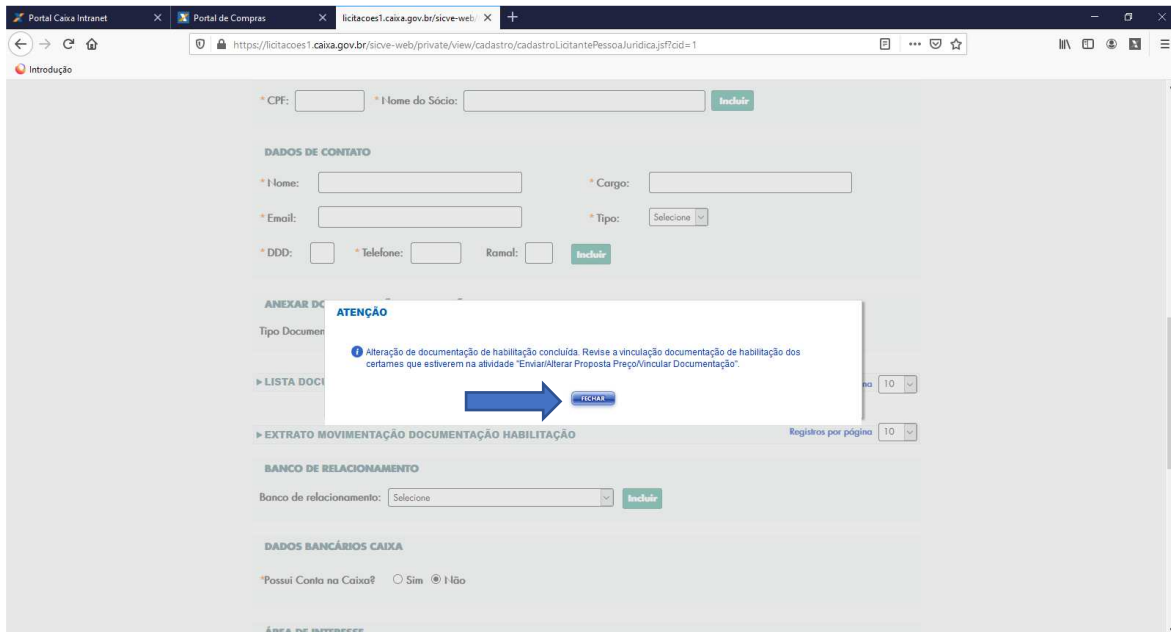 Portal Caixa Intranet
Portal de Compras
licitacoes1.caixa.gov.br/sicve-web/
https://licitacoes1.caixa.gov.br/sicve-web/private/view/cadastro/cadastroLicitantePessoaJuridica.jsf?cid=1
Introdução
* CPF: * Nome do Sócio: Incluir
DADOS DE CONTATO
* Nome: * Cargo:
* Email: * Tipo: Selecione
* DDD: * Telefone: Ramal: Incluir
ANEXAR
ATENÇÃO
Tipo
Alteração de documentação de habilitação concluída. Revise a vinculação documentação de habilitação dos
certames que estiverem na atividade "Enviar/Alterar Proposta Preço/Vincular Documentação".
LISTA 10
FECHAR
EXTRATO MOVIMENTAÇÃO DOCUMENTAÇÃO HABILITAÇÃO Registros por página 10
BANCO DE RELACIONAMENTO
Banco de relacionamento: Selecione Incluir
DADOS BANCÁRIOS CAIXA
*Possui Conta na Caixa? Sim Não
ÁREA DE INTERESSE